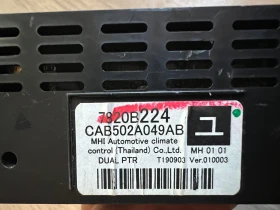 7820B224
CAB502A049AB
MHI Automotive climate
control (Thailand) Co.,Ltd. MH 01 01
DUAL PTR T190903 Ver.010003